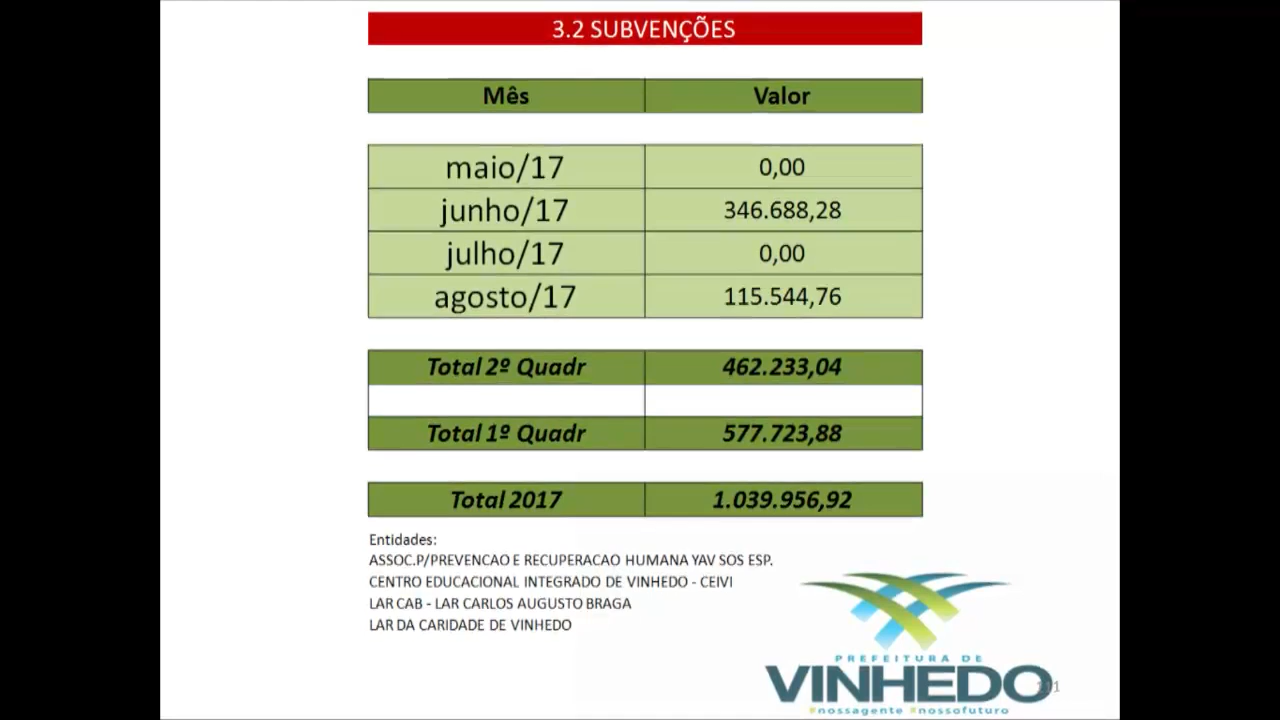 3.2 SUBVENÇÕES
Mês Valor
maio/17 0,00
junho/17 346.688,28
julho/17 0,00
agosto/17 115.544,76
Total 2º Quadr 462.233,04
Total 1º Quadr 577.723,88
Total 2017 1.039.956,92
Entidades:
ASSOC.P/PREVENCAO E RECUPERACAO HUMANA YAV SOS ESP.
CENTRO EDUCACIONAL INTEGRADO DE VINHEDO - CEIVI
LAR CAB - LAR CARLOS AUGUSTO BRAGA
LAR DA CARIDADE DE VINHEDO
PREFEITURA DE
VINHEDO
#nossagente #nossofuturo